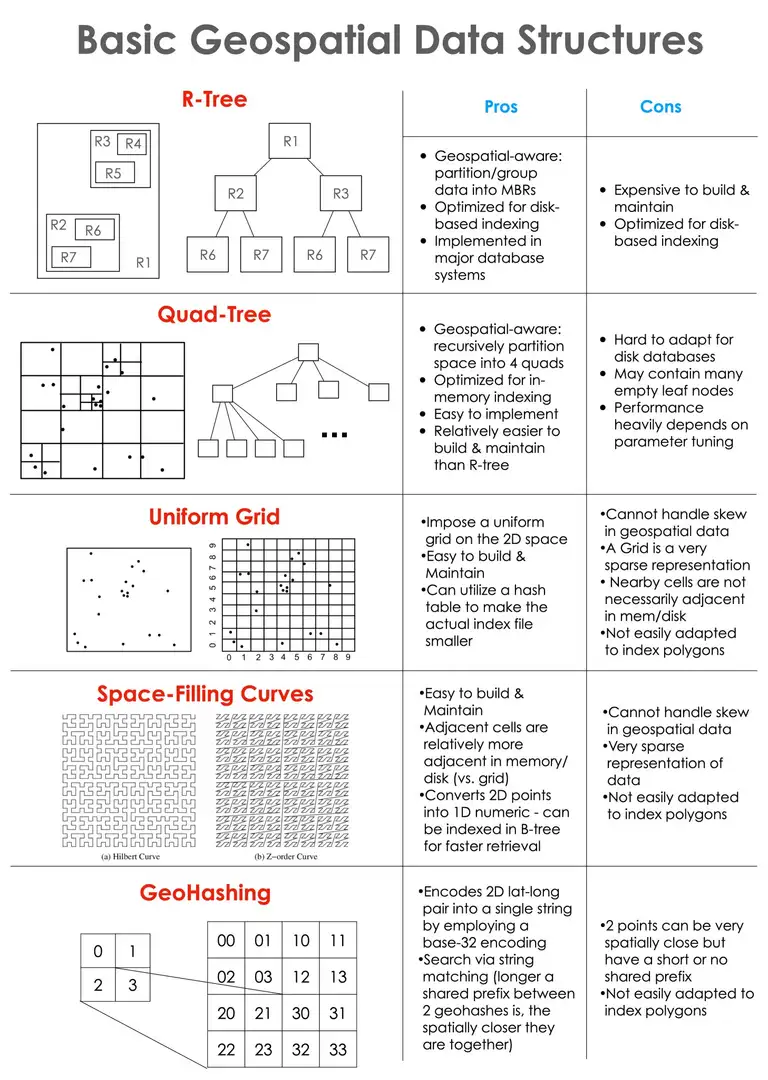 Basic Geospatial Data Structures
R-Tree
Pros
Cons
R3
R4
R5
R2
R6
R7
R1
R1
R2
R3
R6
R7
R6
R7
• Geospatial-aware:
partition/group
data into MBRs
• Optimized for disk-
based indexing
• Implemented in
major database
systems
• Expensive to build &
maintain
• Optimized for disk-
based indexing
Quad-Tree
...
• Geospatial-aware:
recursively partition
space into 4 quads
• Optimized for in-
memory indexing
• Easy to implement
• Relatively easier to
build & maintain
than R-tree
• Hard to adapt for
disk databases
• May contain many
empty leaf nodes
• Performance
heavily depends on
parameter tuning
Uniform Grid
9
8
7
6
5
4
3
2
1
0
0 1 2 3 4 5 6 7 8 9
•Impose a uniform
grid on the 2D space
•Easy to build &
Maintain
•Can utilize a hash
table to make the
actual index file
smaller
•Cannot handle skew
in geospatial data
•A Grid is a very
sparse representation
• Nearby cells are not
necessarily adjacent
in mem/disk
•Not easily adapted
to index polygons
Space-Filling Curves
(a) Hilbert Curve
(b) Z-order Curve
•Easy to build &
Maintain
•Adjacent cells are
relatively more
adjacent in memory/
disk (vs. grid)
•Converts 2D points
into 1D numeric - can
be indexed in B-tree
for faster retrieval
•Cannot handle skew
in geospatial data
•Very sparse
representation of
data
•Not easily adapted
to index polygons
GeoHashing
0 1
2 3
00 01 10 11
02 03 12 13
20 21 30 31
22 23 32 33
•Encodes 2D lat-long
pair into a single string
by employing a
base-32 encoding
•Search via string
matching (longer a
shared prefix between
2 geohashes is, the
spatially closer they
are together)
•2 points can be very
spatially close but
have a short or no
shared prefix
•Not easily adapted to
index polygons